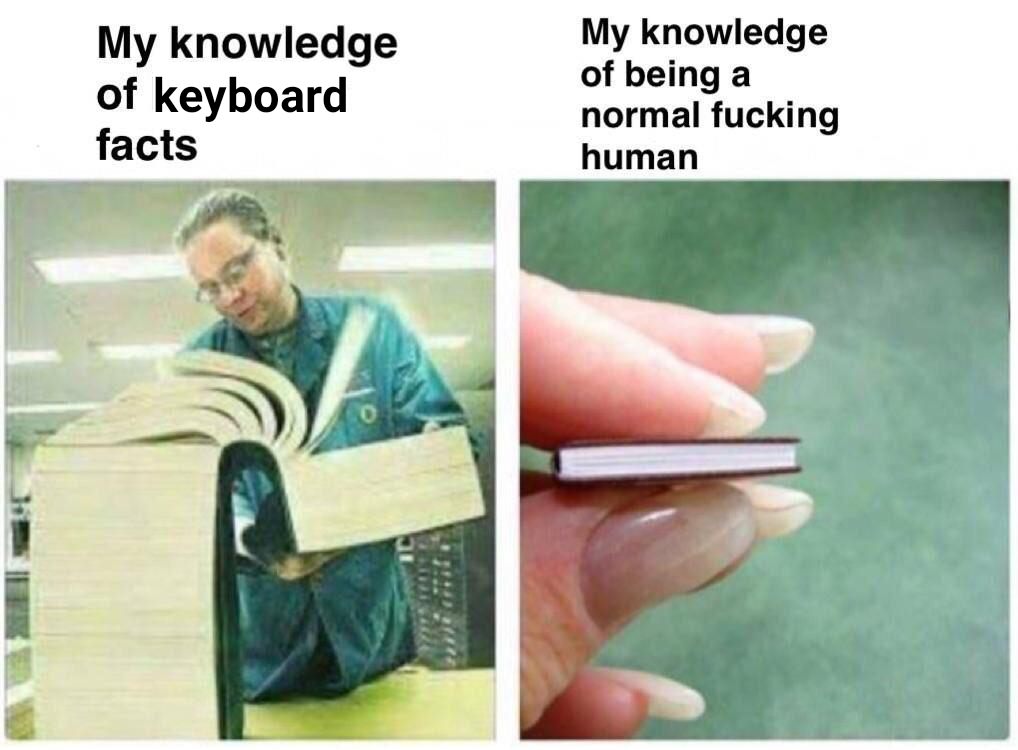 My knowledge
of keyboard
facts
My knowledge
of being a
normal fucking
human